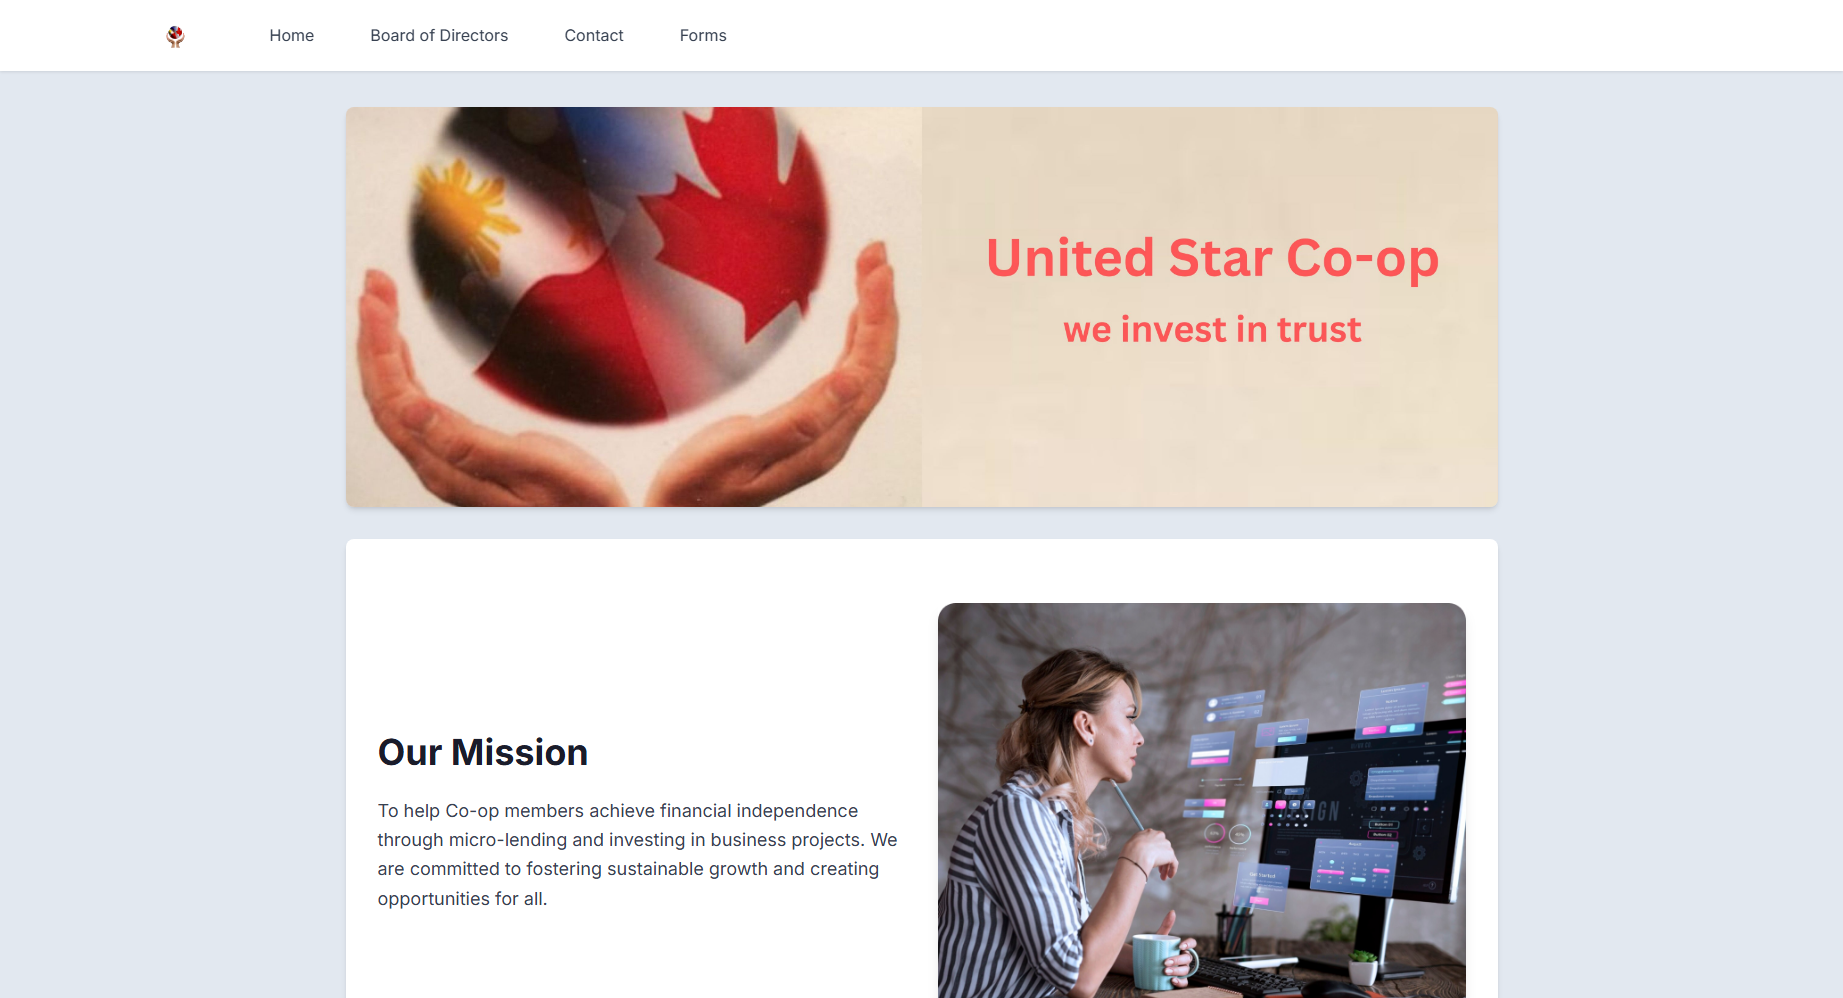 Home
Board of Directors
Contact
Forms
United Star Co-op
we invest in trust
Our Mission
To help Co-op members achieve financial independence
through micro-lending and investing in business projects. We
are committed to fostering sustainable growth and creating
opportunities for all.